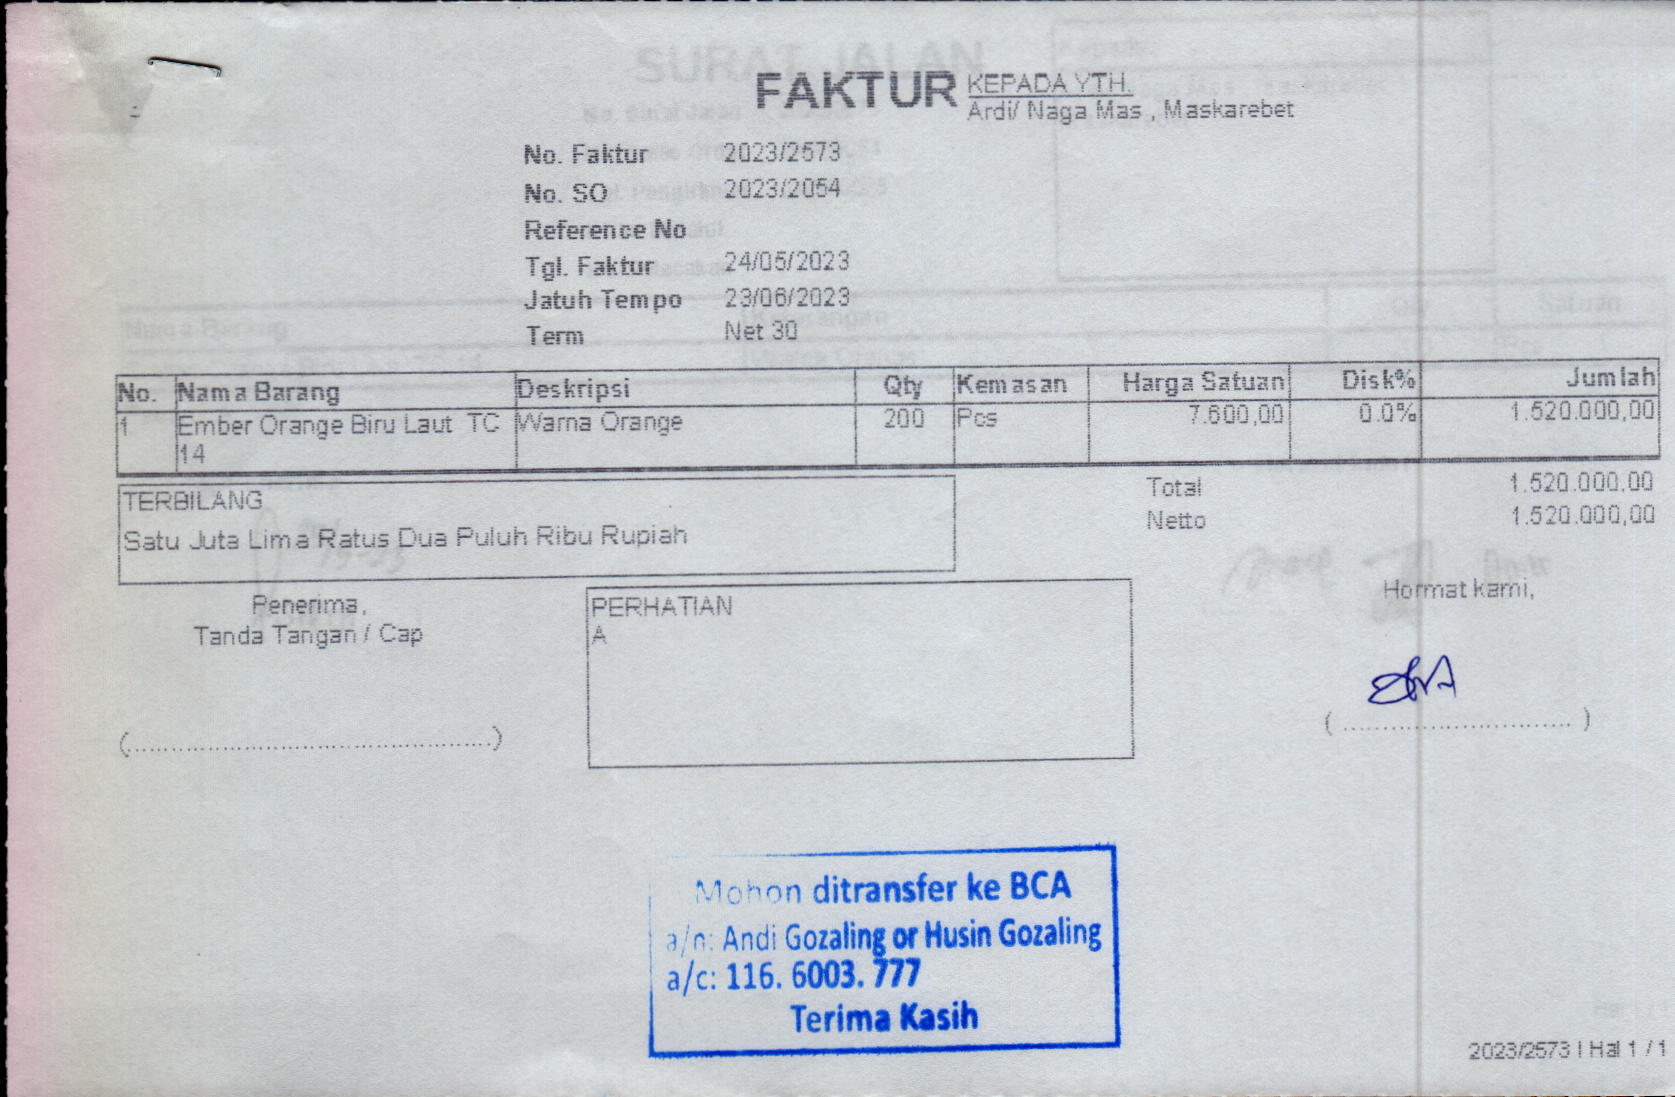 FAKTUR
KEPADA YTH.
Ardi/ Naga Mas , Maskarebet
No. Faktur 2023/2573
No. SO 2023/2054
Reference No
Tgl. Faktur 24/05/2023
Jatuh Tempo 23/06/2023
Term Net 30
No. Nama Barang Deskripsi Qty Kemasan Harga Satuan Disk% Jumlah
1 Ember Orange Biru Laut TC 14 Warna Orange 200 Pcs 7.600,00 0.0% 1.520.000,00
Total 1.520.000,00
Netto 1.520.000,00
TERBILANG
Satu Juta Lima Ratus Dua Puluh Ribu Rupiah
Penerima,
Tanda Tangan / Cap
(................................................)
PERHATIAN
A
Hormat kami,
( .............................. )
Mohon ditransfer ke BCA
a/n: Andi Gozaling or Husin Gozaling
a/c: 116. 6003. 777
Terima Kasih
2023/2573 | Hal 1 / 1
SURAT JALAN